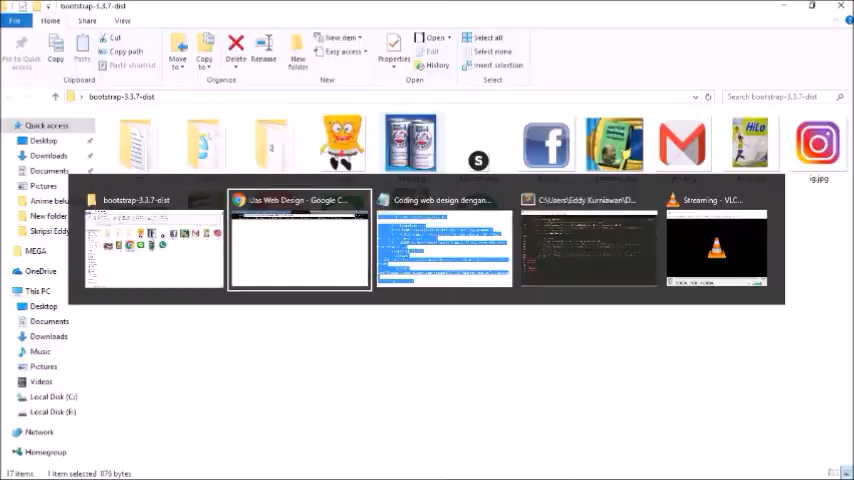 bootstrap-3.3.7-dist
File
Home
Share
View
Pin to Quick access
Copy
Paste
Cut
Copy path
Paste shortcut
Clipboard
Move to
Copy to
Delete
Rename
Organize
New folder
New item
Easy access
New
Properties
Open
Edit
History
Open
Select all
Select none
Invert selection
Select
bootstrap-3.3.7-dist
Search bootstrap-3.3.7-dist
Quick access
Desktop
Downloads
Documents
Pictures
Anime belu
New folder
Skripsi Eddy
MEGA
OneDrive
This PC
Desktop
Documents
Downloads
Music
Pictures
Videos
Local Disk (C:)
Network
Homegroup
S
HiLo
ig.jpg
bootstrap-3.3.7-dist
Uas Web Design - Google C...
Coding web design dengan...
C:\Users\Eddy Kurniawan\D...
Streaming - VLC...
17 items
1 item selected 876 bytes